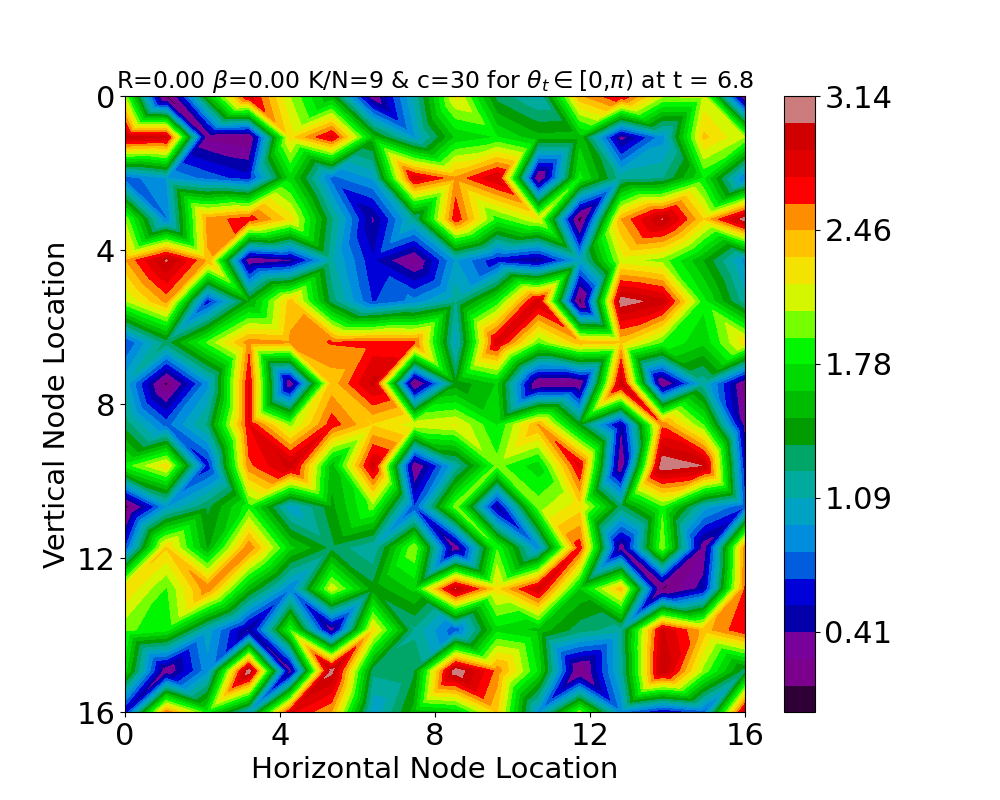 R=0.00 β=0.00 K/N=9 & c=30 for θt ∈ [0,π) at t = 6.8
0
4
8
12
16
0 4 8 12 16
Vertical Node Location
Horizontal Node Location
3.14
2.46
1.78
1.09
0.41